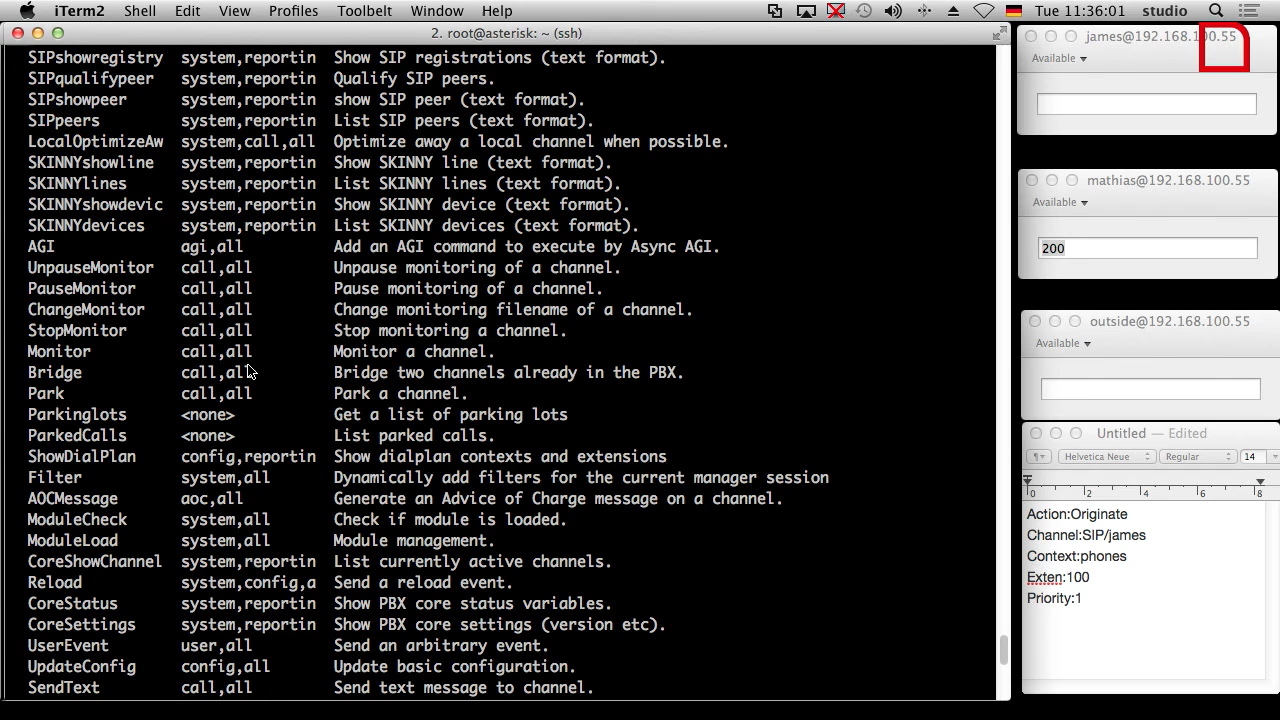 iTerm2 Shell Edit View Profiles Toolbelt Window Help Tue 11:36:01 studio
2. root@asterisk: ~ (ssh)
SIPshowregistry system,reportin Show SIP registrations (text format).
SIPqualifypeer system,reportin Qualify SIP peers.
SIPshowpeer system,reportin show SIP peer (text format).
SIPpeers system,reportin List SIP peers (text format).
LocalOptimizeAw system,call,all Optimize away a local channel when possible.
SKINNYshowline system,reportin Show SKINNY line (text format).
SKINNYlines system,reportin List SKINNY lines (text format).
SKINNYshowdevic system,reportin Show SKINNY device (text format).
SKINNYdevices system,reportin List SKINNY devices (text format).
AGI agi,all Add an AGI command to execute by Async AGI.
UnpauseMonitor call,all Unpause monitoring of a channel.
PauseMonitor call,all Pause monitoring of a channel.
ChangeMonitor call,all Change monitoring filename of a channel.
StopMonitor call,all Stop monitoring a channel.
Monitor call,all Monitor a channel.
Bridge call,all Bridge two channels already in the PBX.
Park call,all Park a channel.
Parkinglots <none> Get a list of parking lots
ParkedCalls <none> List parked calls.
ShowDialPlan config,reportin Show dialplan contexts and extensions
Filter system,all Dynamically add filters for the current manager session
AOCMessage aoc,all Generate an Advice of Charge message on a channel.
ModuleCheck system,all Check if module is loaded.
ModuleLoad system,all Module management.
CoreShowChannel system,reportin List currently active channels.
Reload system,config,a Send a reload event.
CoreStatus system,reportin Show PBX core status variables.
CoreSettings system,reportin Show PBX core settings (version etc).
UserEvent user,all Send an arbitrary event.
UpdateConfig config,all Update basic configuration.
SendText call,all Send text message to channel.
james@192.168.100.55
Available
mathias@192.168.100.55
Available
200
outside@192.168.100.55
Available
Untitled — Edited
Helvetica Neue Regular 14
0 2 4 6 8
Action:Originate
Channel:SIP/james
Context:phones
Exten:100
Priority:1